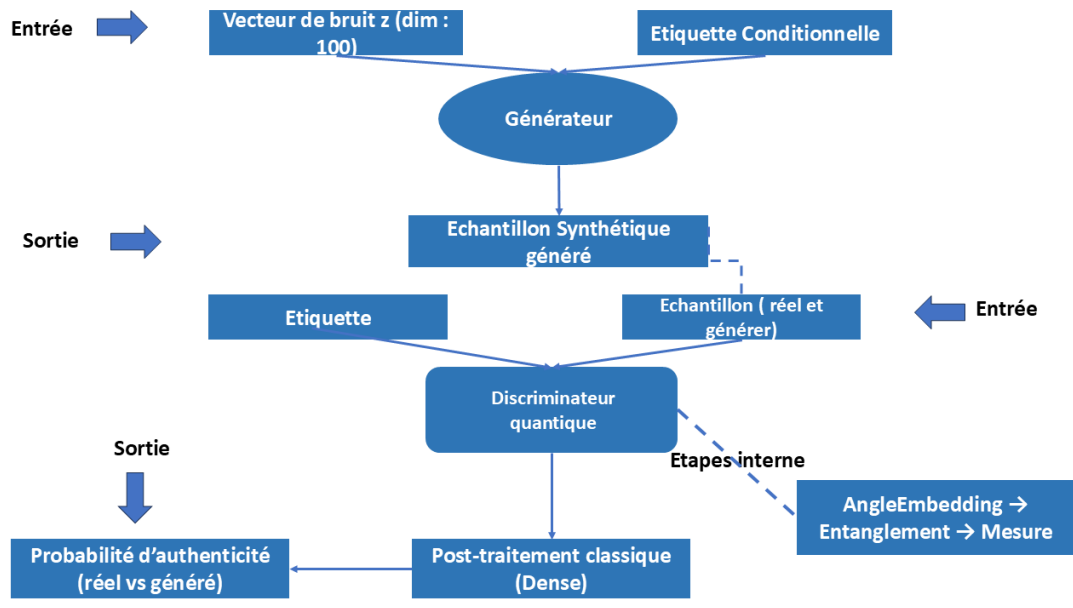 Entrée
Vecteur de bruit z (dim :
100)
Etiquette Conditionnelle
Générateur
Sortie
Echantillon Synthétique
généré
Etiquette
Echantillon ( réel et
générer)
Entrée
Discriminateur
quantique
Sortie
Etapes interne
AngleEmbedding →
Entanglement → Mesure
Probabilité d’authenticité
(réel vs généré)
Post-traitement classique
(Dense)